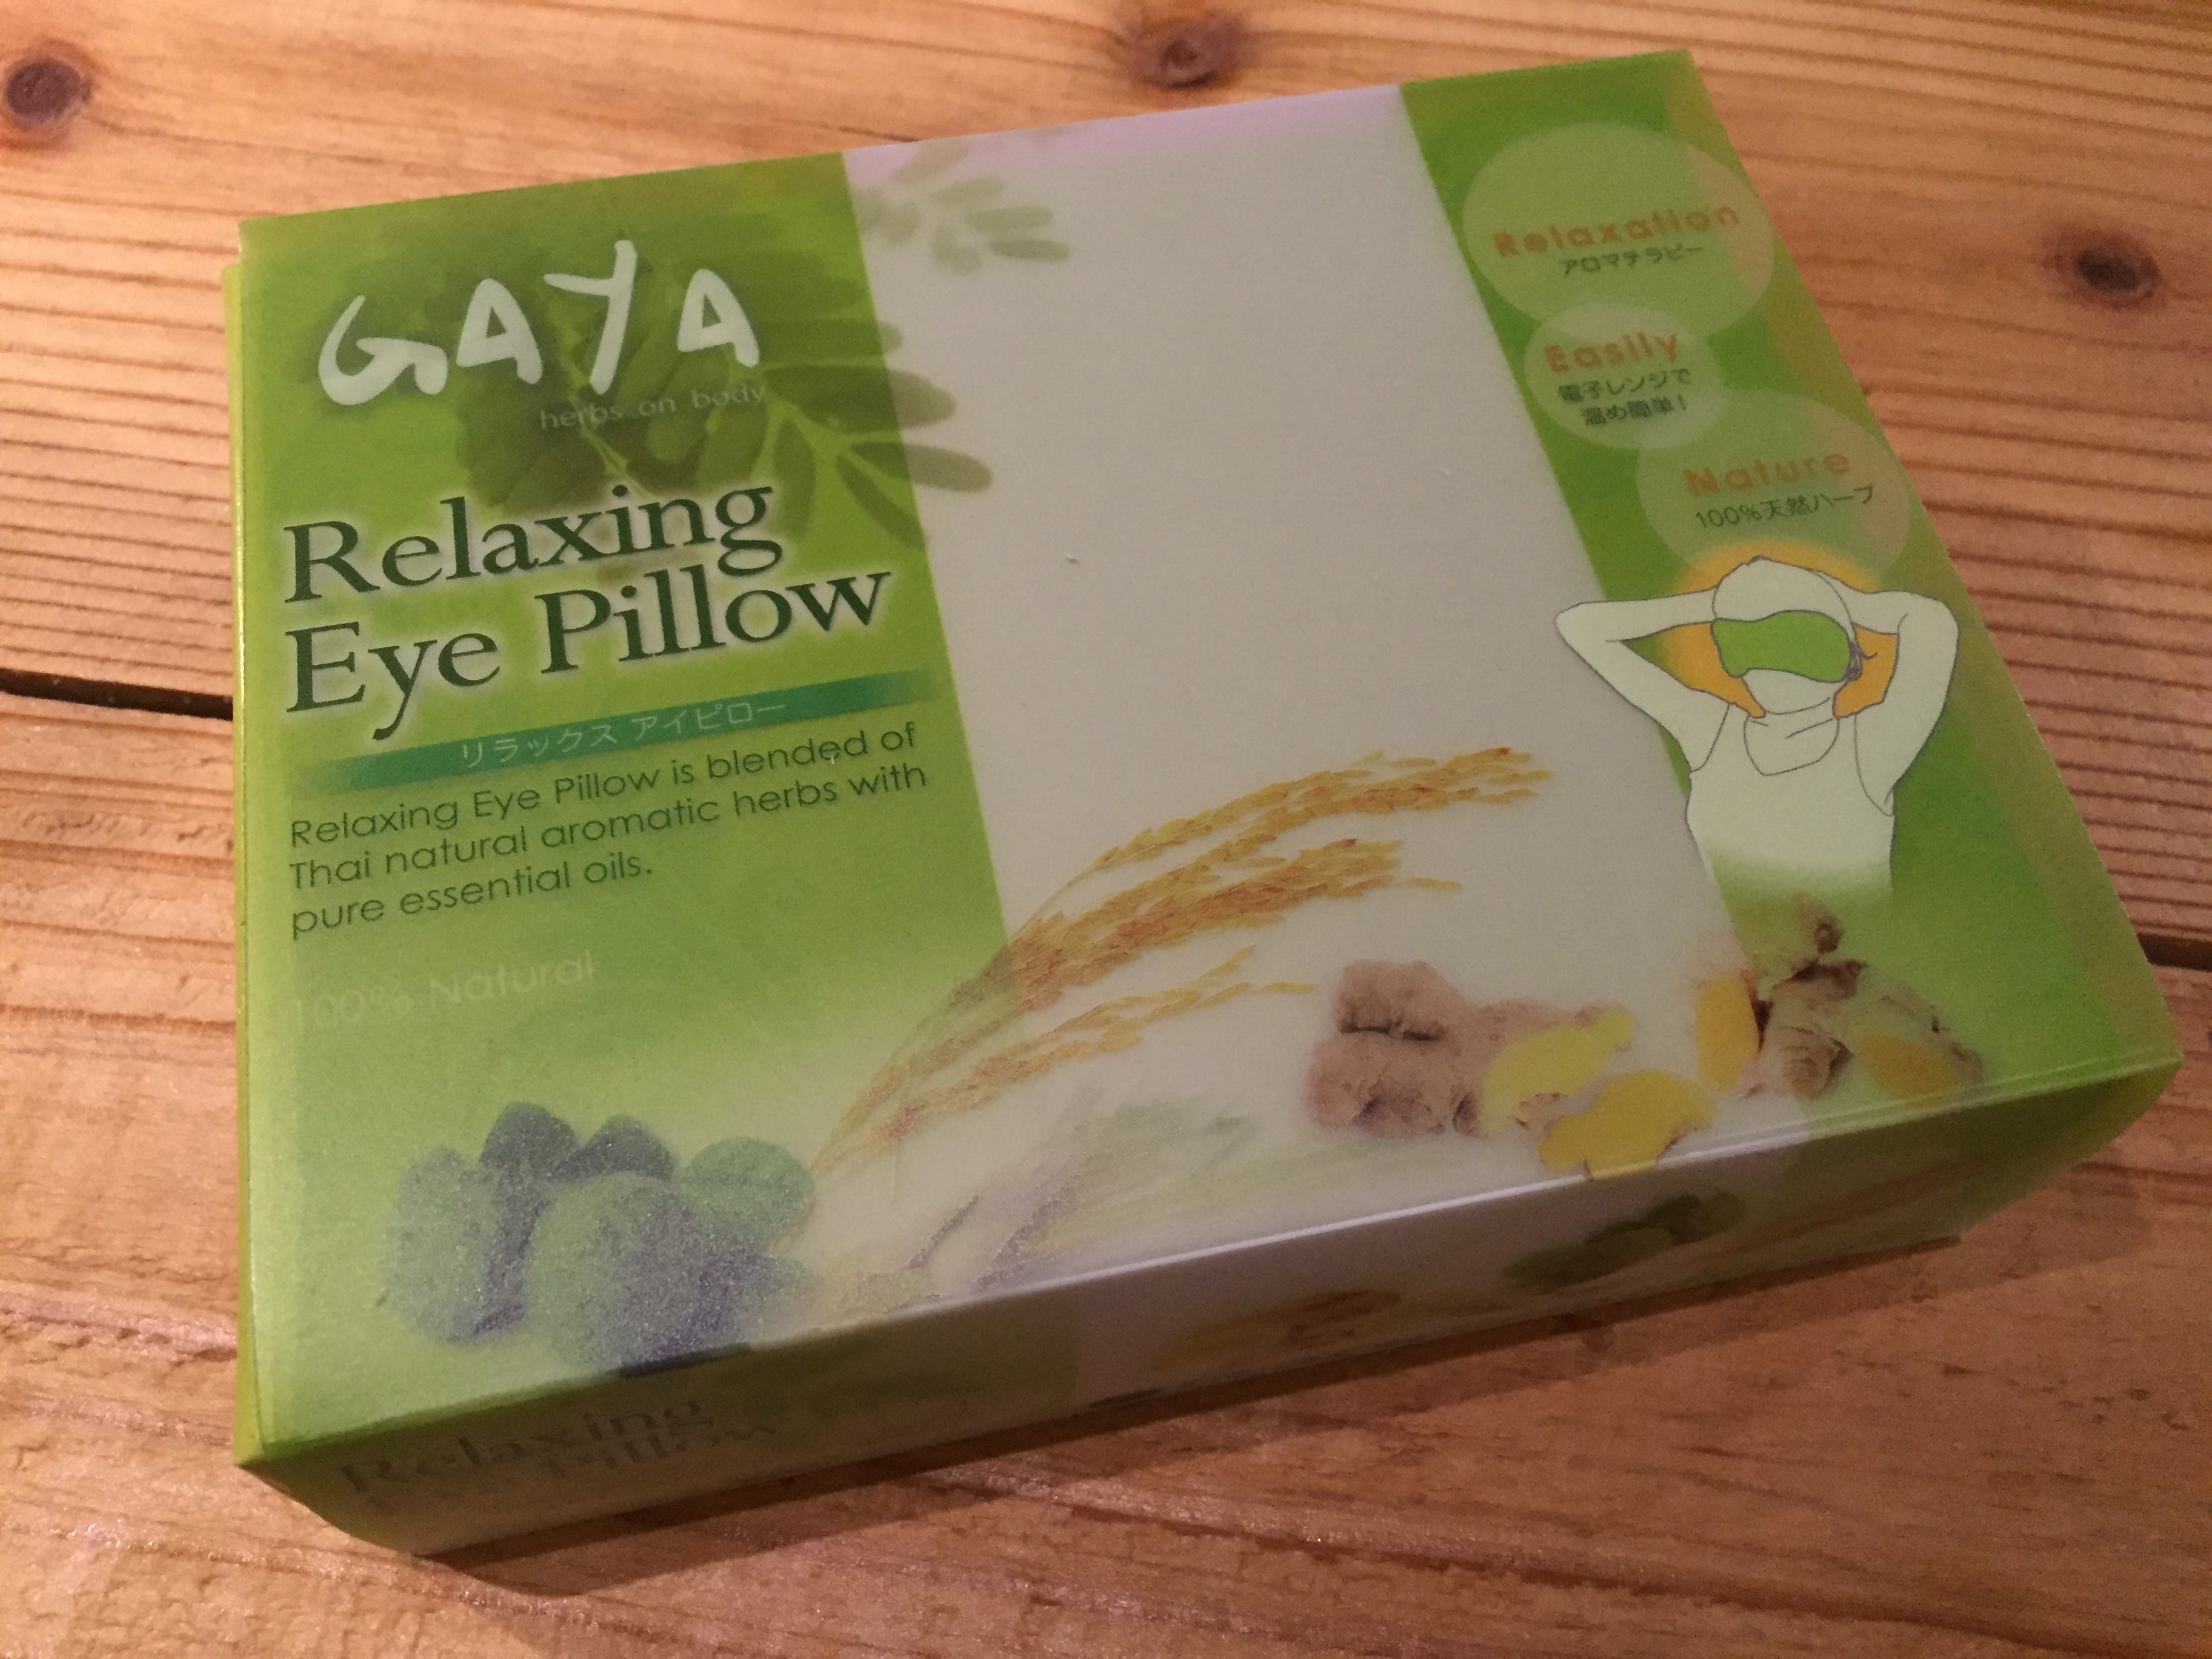 GAYA
herbs on body
Relaxing
Eye Pillow
リラックス アイピロー
Relaxing Eye Pillow is blended of
Thai natural aromatic herbs with
pure essential oils.
100% Natural
Relaxation
アロマテラピー
Easily
電子レンジで
温め簡単!
Nature
100%天然ハーブ
Relaxing
Eye Pillow